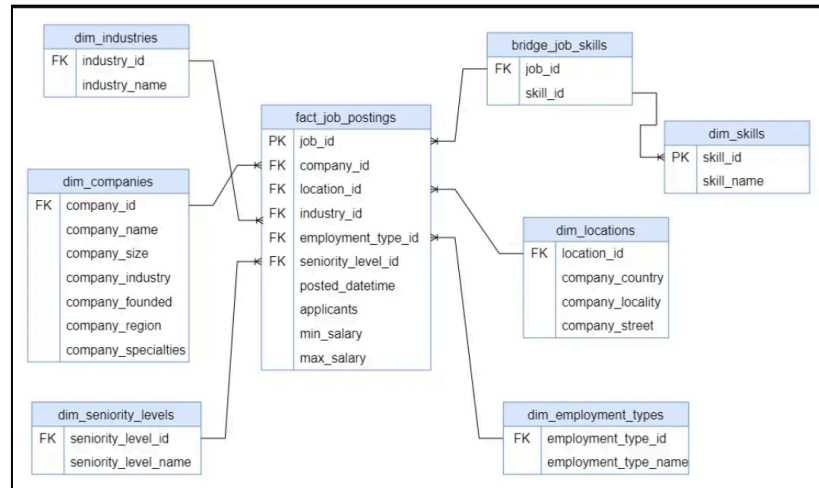 dim_industries
FK industry_id
industry_name
bridge_job_skills
FK job_id
skill_id
fact_job_postings
PK job_id
FK company_id
FK location_id
FK industry_id
FK employment_type_id
FK seniority_level_id
posted_datetime
applicants
min_salary
max_salary
dim_skills
PK skill_id
skill_name
dim_companies
FK company_id
company_name
company_size
company_industry
company_founded
company_region
company_specialties
dim_locations
FK location_id
company_country
company_locality
company_street
dim_seniority_levels
FK seniority_level_id
seniority_level_name
dim_employment_types
FK employment_type_id
employment_type_name